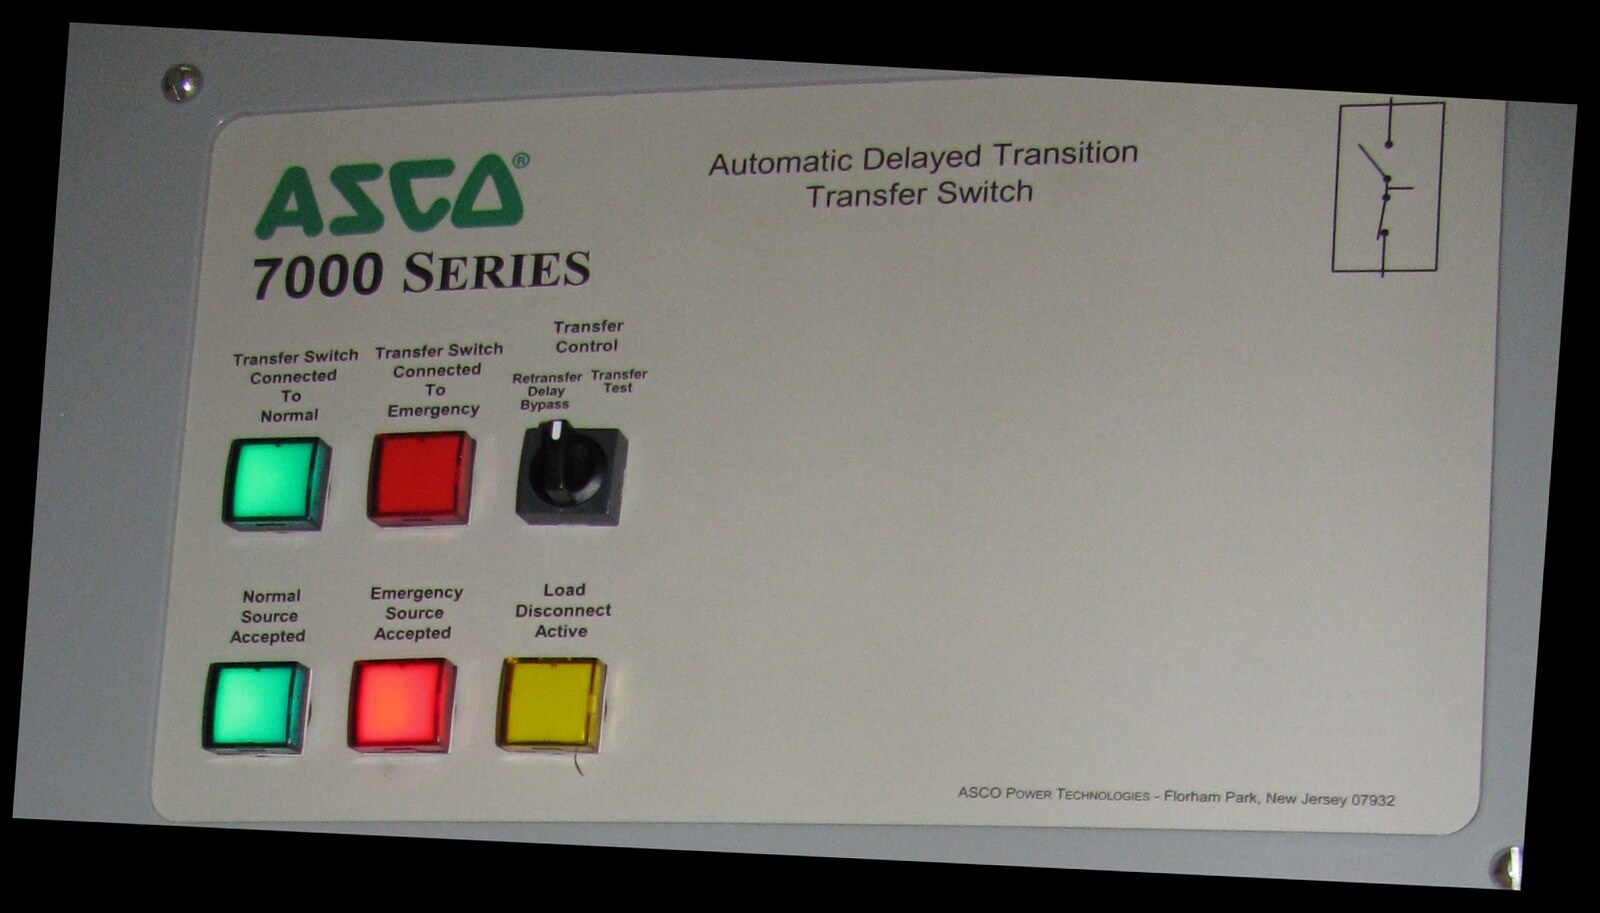 ASCO®
7000 SERIES
Automatic Delayed Transition
Transfer Switch
Transfer Switch
Connected
To
Normal
Transfer Switch
Connected
To
Emergency
Transfer
Control
Retransfer
Delay
Bypass
Transfer
Test
Normal
Source
Accepted
Emergency
Source
Accepted
Load
Disconnect
Active
ASCO POWER TECHNOLOGIES - Florham Park, New Jersey 07932